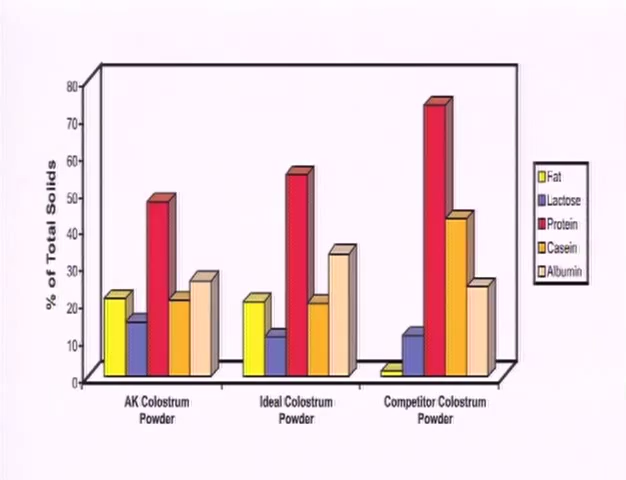 % of Total Solids
80
70
60
50
40
30
20
10
0
AK Colostrum
Powder
Ideal Colostrum
Powder
Competitor Colostrum
Powder
Fat
Lactose
Protein
Casein
Albumin